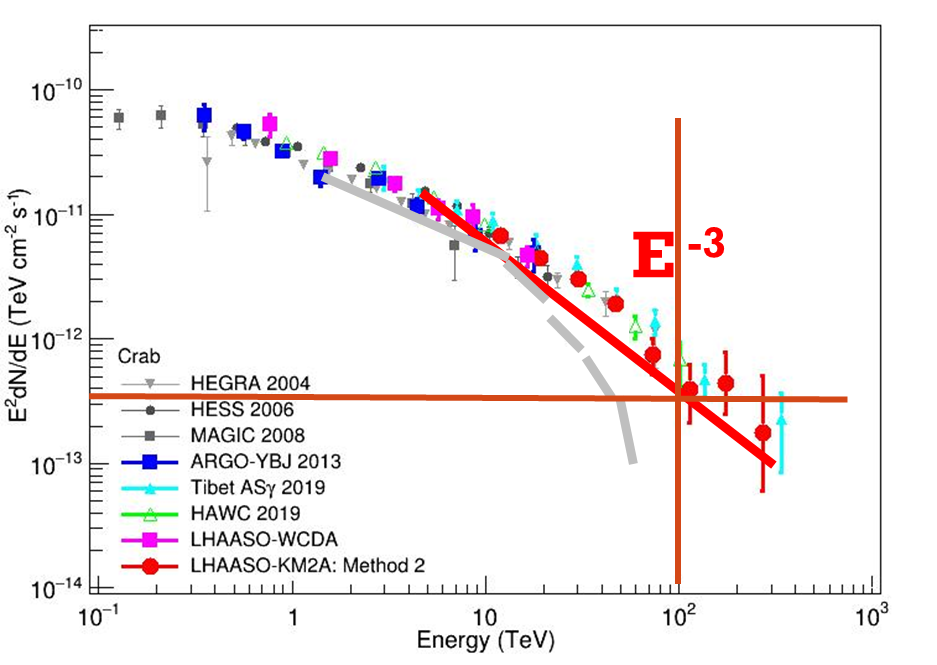 10⁻¹⁰
10⁻¹¹
10⁻¹²
10⁻¹³
10⁻¹⁴
E²dN/dE (TeV cm⁻² s⁻¹)
E⁻³
Crab
HEGRA 2004
HESS 2006
MAGIC 2008
ARGO-YBJ 2013
Tibet ASγ 2019
HAWC 2019
LHAASO-WCDA
LHAASO-KM2A: Method 2
10⁻¹ 1 10 10² 10³
Energy (TeV)